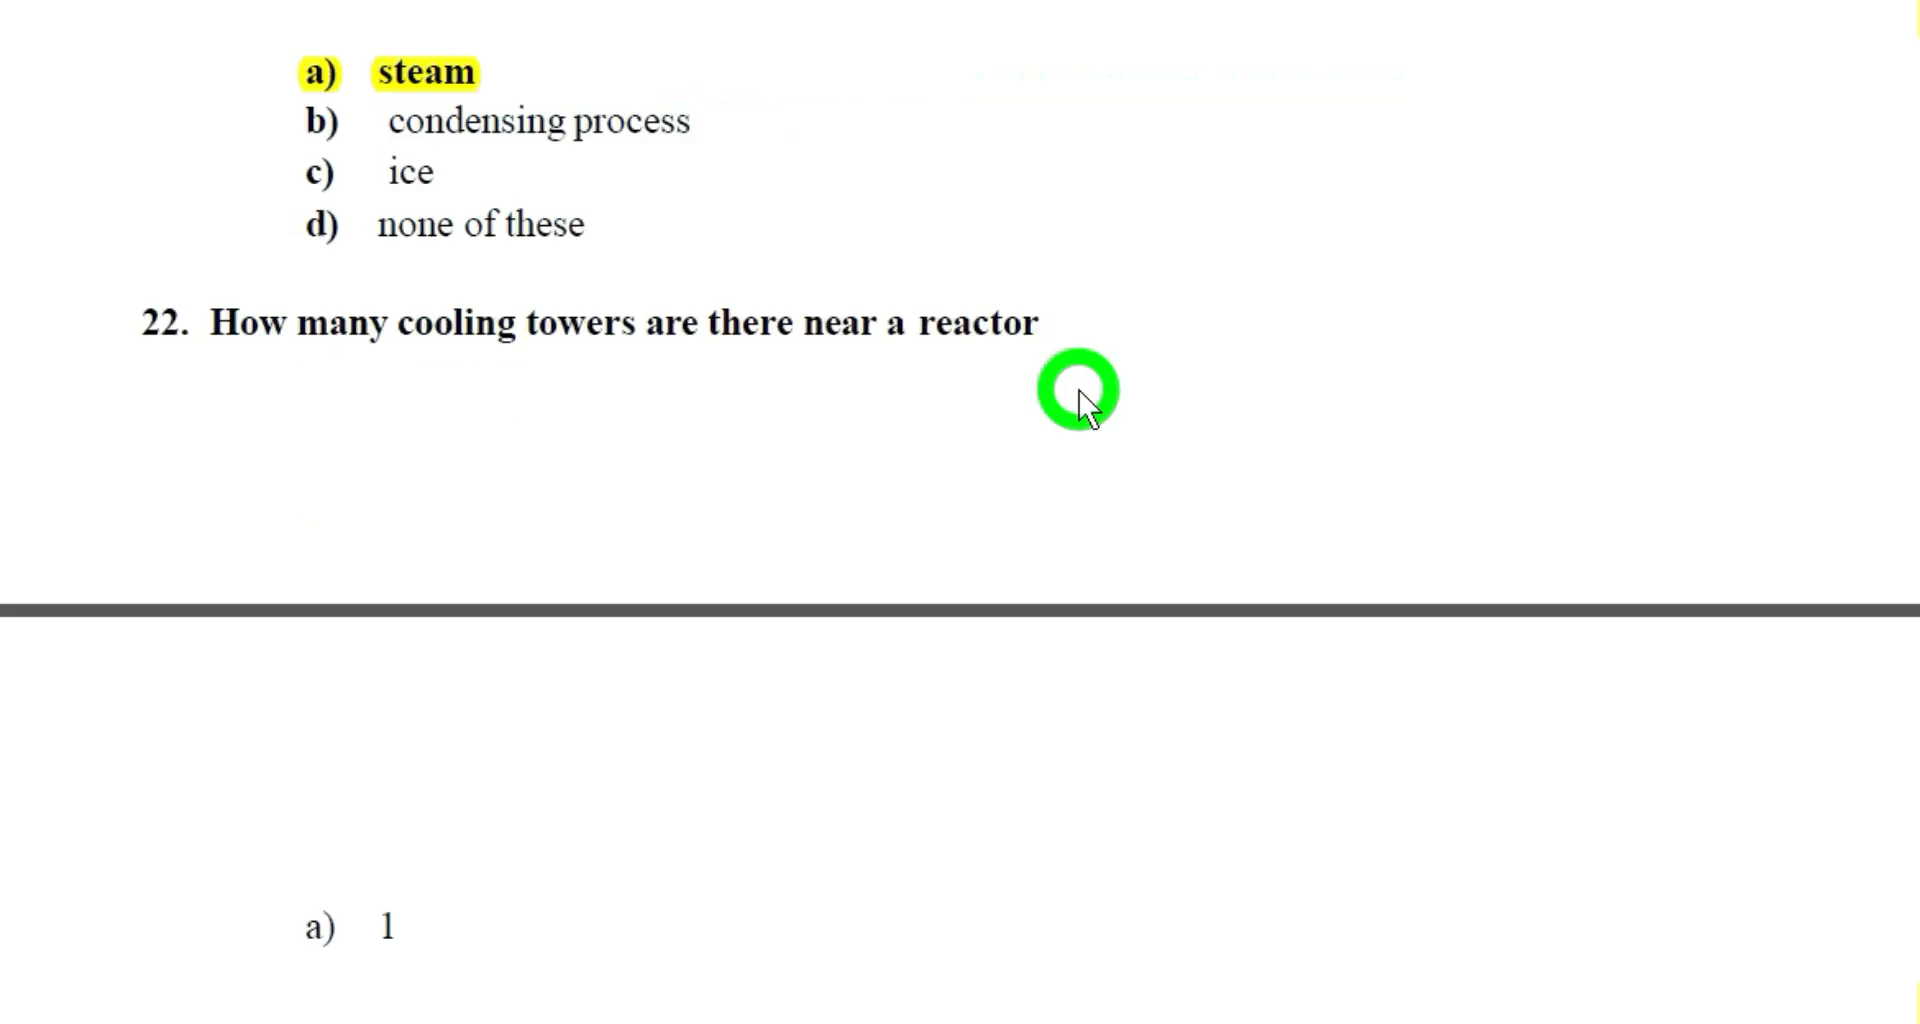 a) steam
b) condensing process
c) ice
d) none of these
22. How many cooling towers are there near a reactor
a) 1